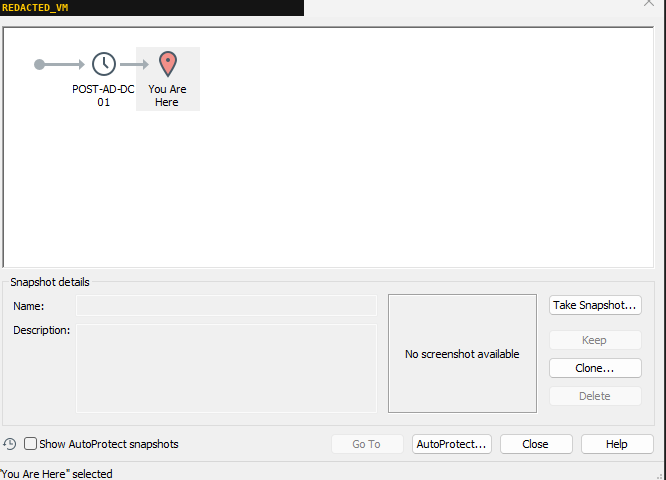 REDACTED_VM
POST-AD-DC
01
You Are
Here
Snapshot details
Name:
Description:
No screenshot available
Take Snapshot...
Keep
Clone...
Delete
Show AutoProtect snapshots
Go To
AutoProtect...
Close
Help
"You Are Here" selected